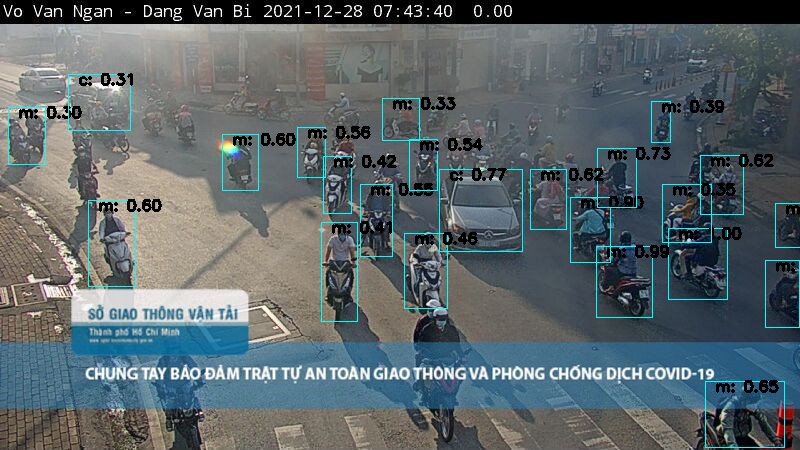 Vo Van Ngan - Dang Van Bi 2021-12-28 07:43:40 0.00
c: 0.31
m: 0.30
m: 0.33
m: 0.39
m: 0.60
m: 0.56
m: 0.54
m: 0.42
m: 0.73
m: 0.62
c: 0.77
m: 0.62
m: 0.55
m: 0.35
m: 0.60
m: 0.41
m: 0.46
m: 0.99
SỞ GIAO THÔNG VẬN TẢI
Thành phố Hồ Chí Minh
CHUNG TAY BẢO ĐẢM TRẬT TỰ AN TOÀN GIAO THÔNG VÀ PHÒNG CHỐNG DỊCH COVID-19
m: 0.65